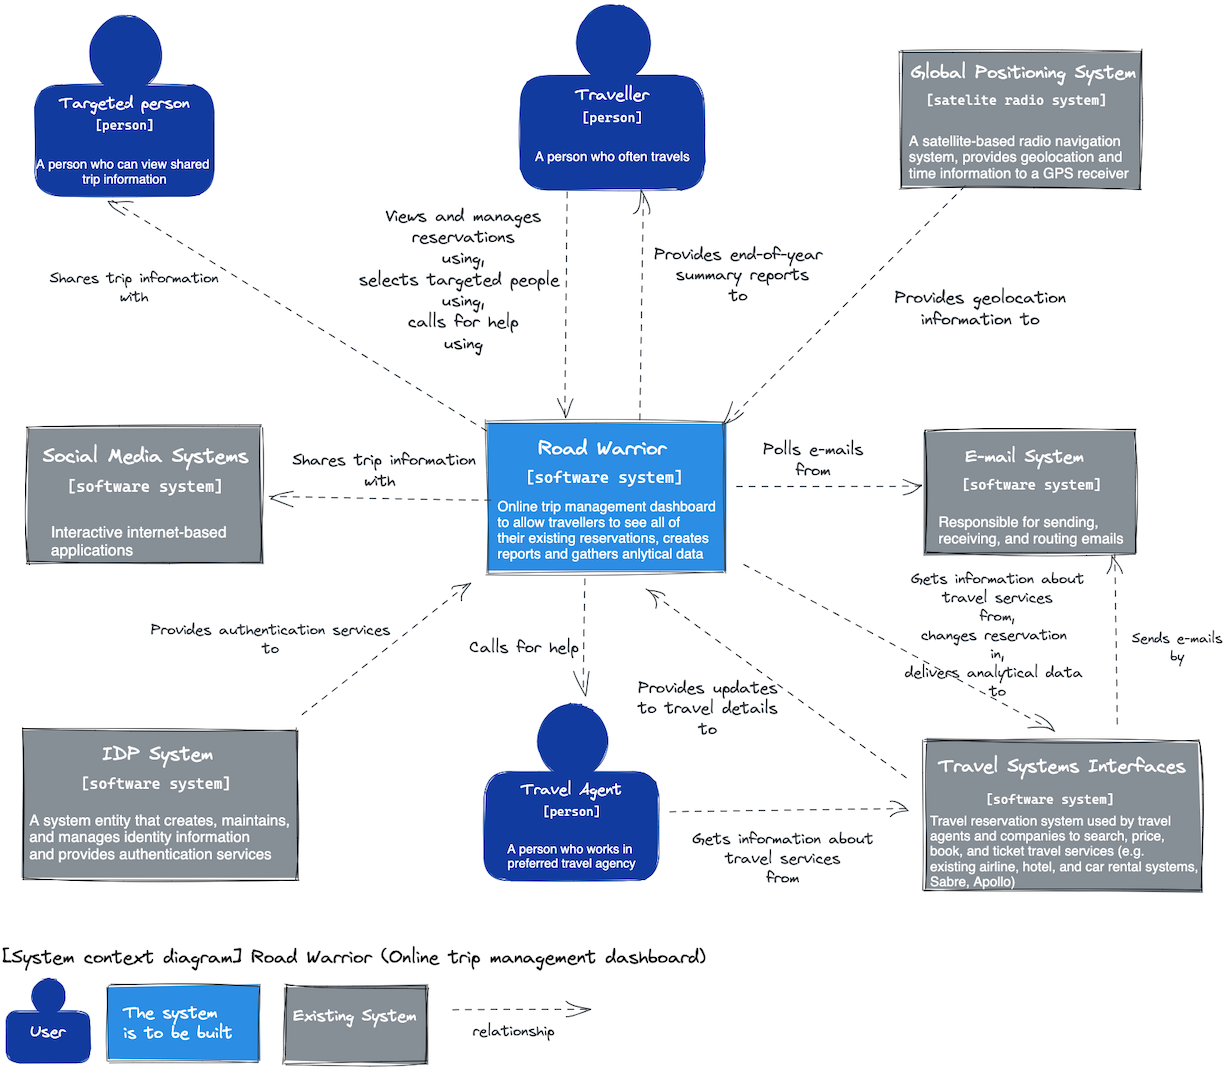 Targeted person
[person]
A person who can view shared
trip information
Traveller
[person]
A person who often travels
Global Positioning System
[satelite radio system]
A satellite-based radio navigation
system, provides geolocation and
time information to a GPS receiver
Shares trip information
with
Views and manages
reservations
using,
selects targeted people
using,
calls for help
using
Provides end-of-year
summary reports
to
Provides geolocation
information to
Social Media Systems
[software system]
Interactive internet-based
applications
Shares trip information
with
Road Warrior
[software system]
Online trip management dashboard
to allow travellers to see all of
their existing reservations, creates
reports and gathers anlytical data
Polls e-mails
from
E-mail System
[software system]
Responsible for sending,
receiving, and routing emails
Provides authentication services
to
Calls for help
Provides updates
to travel details
to
Gets information about
travel services
from,
changes reservation
in,
delivers analytical data
to
Sends e-mails
by
IDP System
[software system]
A system entity that creates, maintains,
and manages identity information
and provides authentication services
Travel Agent
[person]
A person who works in
preferred travel agency
Gets information about
travel services
from
Travel Systems Interfaces
[software system]
Travel reservation system used by travel
agents and companies to search, price,
book, and ticket travel services (e.g.
existing airline, hotel, and car rental systems,
Sabre, Apollo)
[System context diagram] Road Warrior (Online trip management dashboard)
User
The system
is to be built
Existing System
relationship